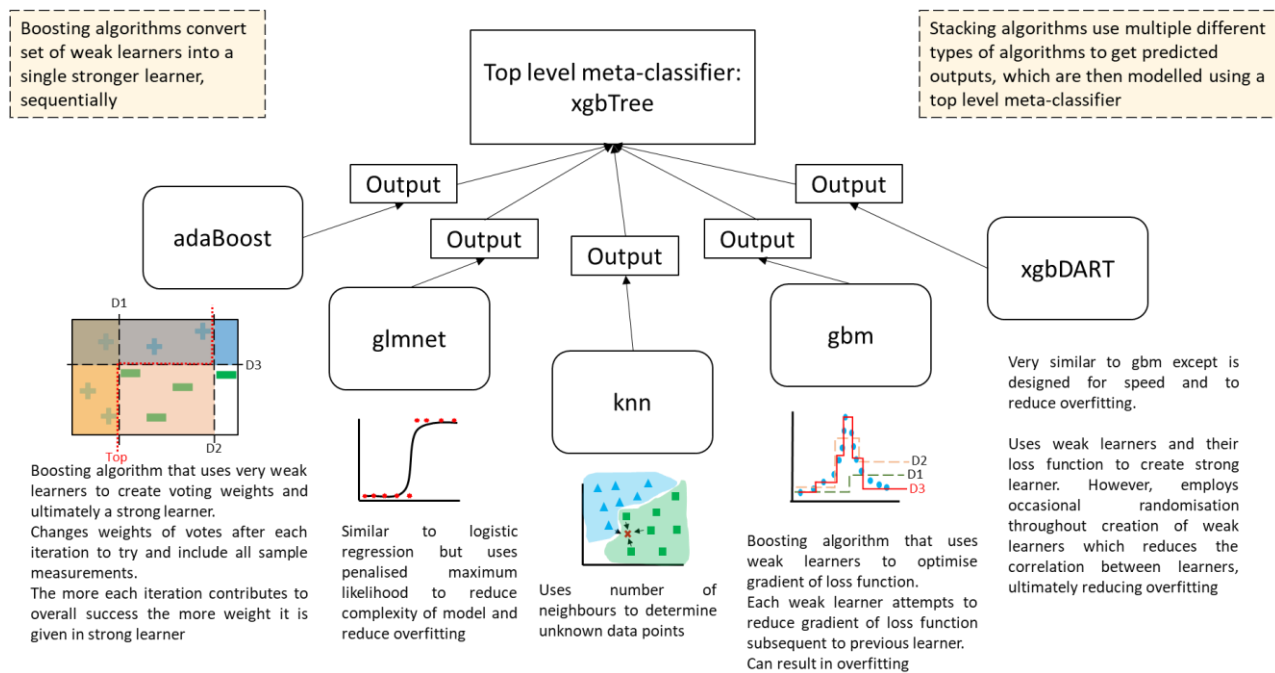 Boosting algorithms convert
set of weak learners into a
single stronger learner,
sequentially
Top level meta-classifier:
xgbTree
Stacking algorithms use multiple different
types of algorithms to get predicted
outputs, which are then modelled using a
top level meta-classifier
Output
Output
Output
Output
Output
adaBoost
glmnet
knn
gbm
xgbDART
D1
D3
D2
Top
Boosting algorithm that uses very weak
learners to create voting weights and
ultimately a strong learner.
Changes weights of votes after each
iteration to try and include all sample
measurements.
The more each iteration contributes to
overall success the more weight it is
given in strong learner
Similar to logistic
regression but uses
penalised maximum
likelihood to reduce
complexity of model and
reduce overfitting
Uses number of
neighbours to determine
unknown data points
D2
D1
D3
Boosting algorithm that uses
weak learners to optimise
gradient of loss function.
Each weak learner attempts to
reduce gradient of loss function
subsequent to previous learner.
Can result in overfitting
Very similar to gbm except is
designed for speed and to
reduce overfitting.
Uses weak learners and their
loss function to create strong
learner. However, employs
occasional randomisation
throughout creation of weak
learners which reduces the
correlation between learners,
ultimately reducing overfitting